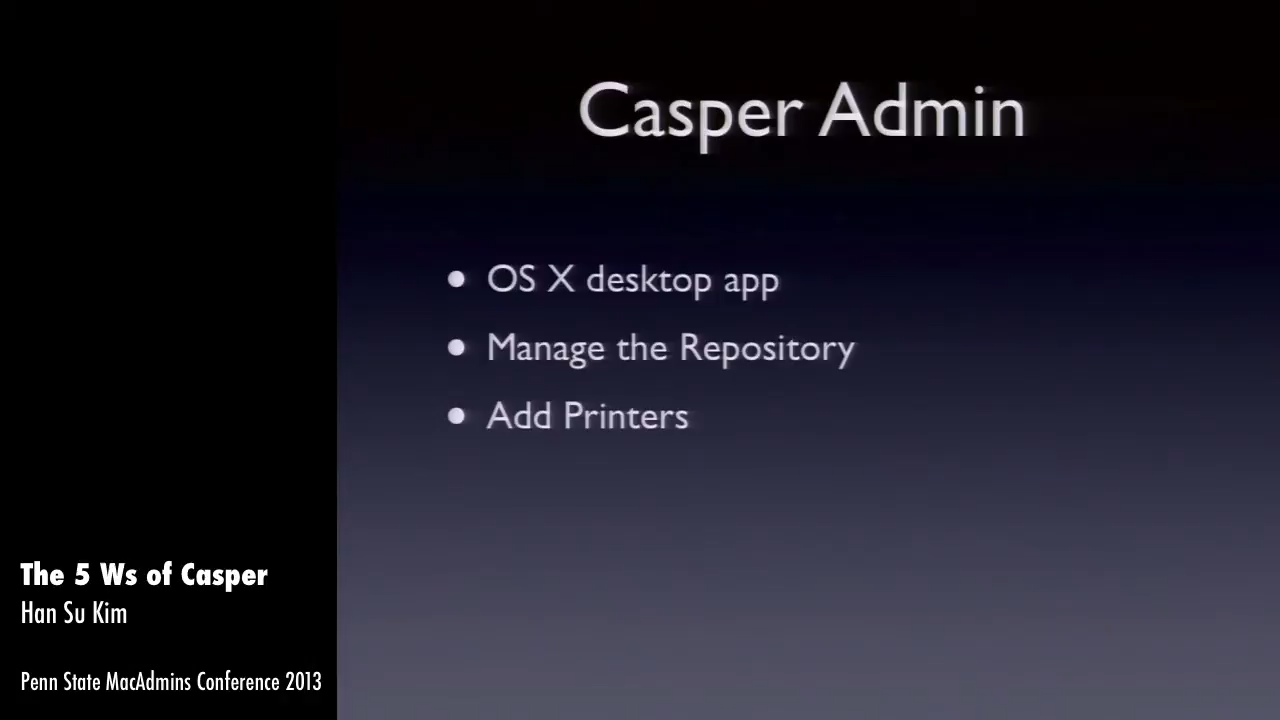 Casper Admin
• OS X desktop app
• Manage the Repository
• Add Printers
The 5 Ws of Casper
Han Su Kim
Penn State MacAdmins Conference 2013